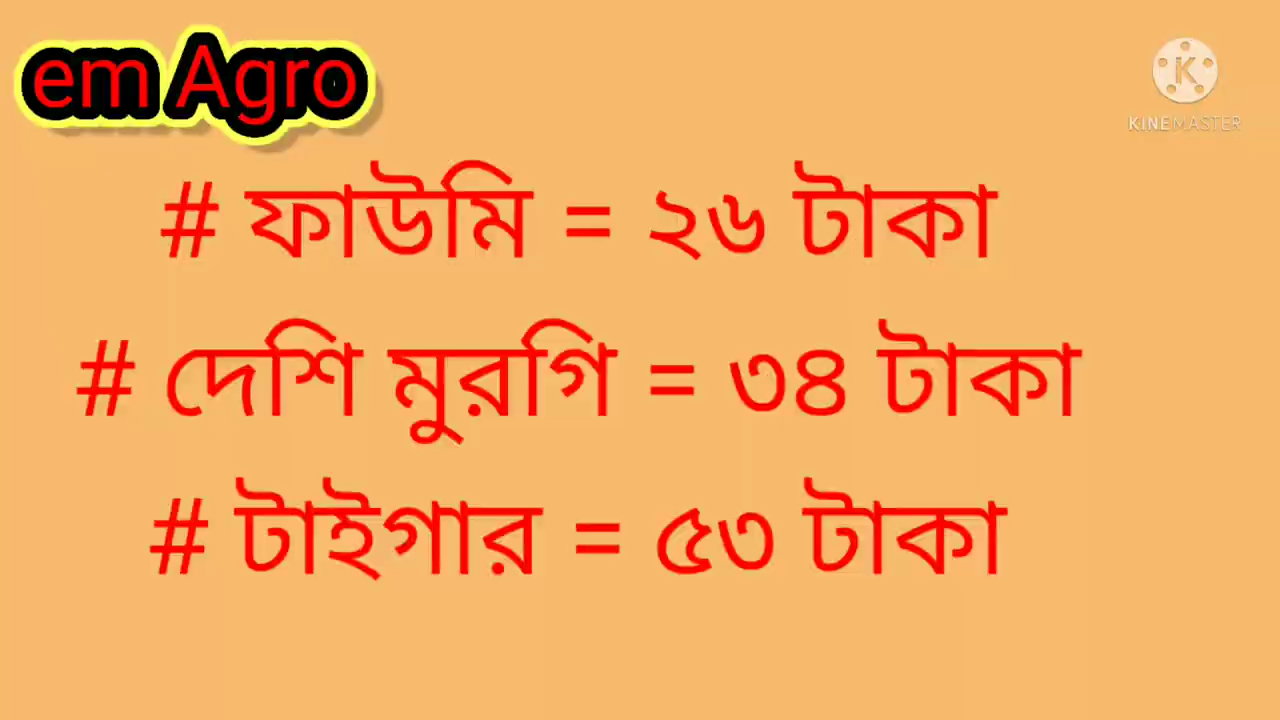 em Agro
KINEMASTER
# ফাউমি = ২৬ টাকা
# দেশি মুরগি = ৩৪ টাকা
# টাইগার = ৫৩ টাকা